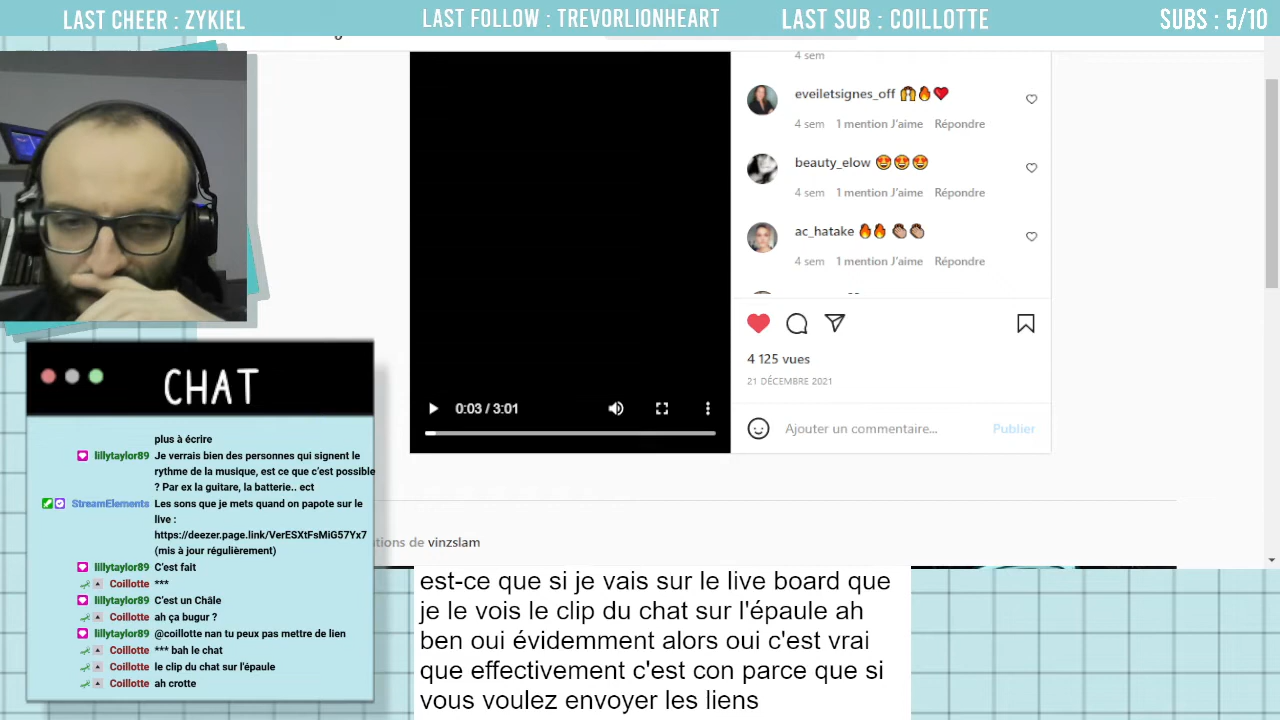 LAST CHEER : ZYKIEL
LAST FOLLOW : TREVORLIONHEART
LAST SUB : COILLOTTE
SUBS : 5/10
4 sem
eveiletsignes_off 🙌🔥❤️
4 sem 1 mention J'aime Répondre
beauty_elow 😍😍😍
4 sem 1 mention J'aime Répondre
ac_hatake 🔥🔥 👏🏼👏🏼
4 sem 1 mention J'aime Répondre
4 125 vues
21 DÉCEMBRE 2021
0:03 / 3:01
Ajouter un commentaire... Publier
de vinzslam
CHAT
plus à écrire
lillytaylor89 Je verrais bien des personnes qui signent le
rythme de la musique, est ce que c'est possible
? Par ex la guitare, la batterie.. ect
StreamElements Les sons que je mets quand on papote sur le
live :
https://deezer.page.link/VerESXtFsMiG57Yx7
(mis à jour régulièrement)
lillytaylor89 C'est fait
Coillotte ***
lillytaylor89 C'est un Châle
Coillotte ah ça bugur ?
lillytaylor89 @coillotte nan tu peux pas mettre de lien
Coillotte *** bah le chat
Coillotte le clip du chat sur l'épaule
Coillotte ah crotte
est-ce que si je vais sur le live board que
je le vois le clip du chat sur l'épaule ah
ben oui évidemment alors oui c'est vrai
que effectivement c'est con parce que si
vous voulez envoyer les liens